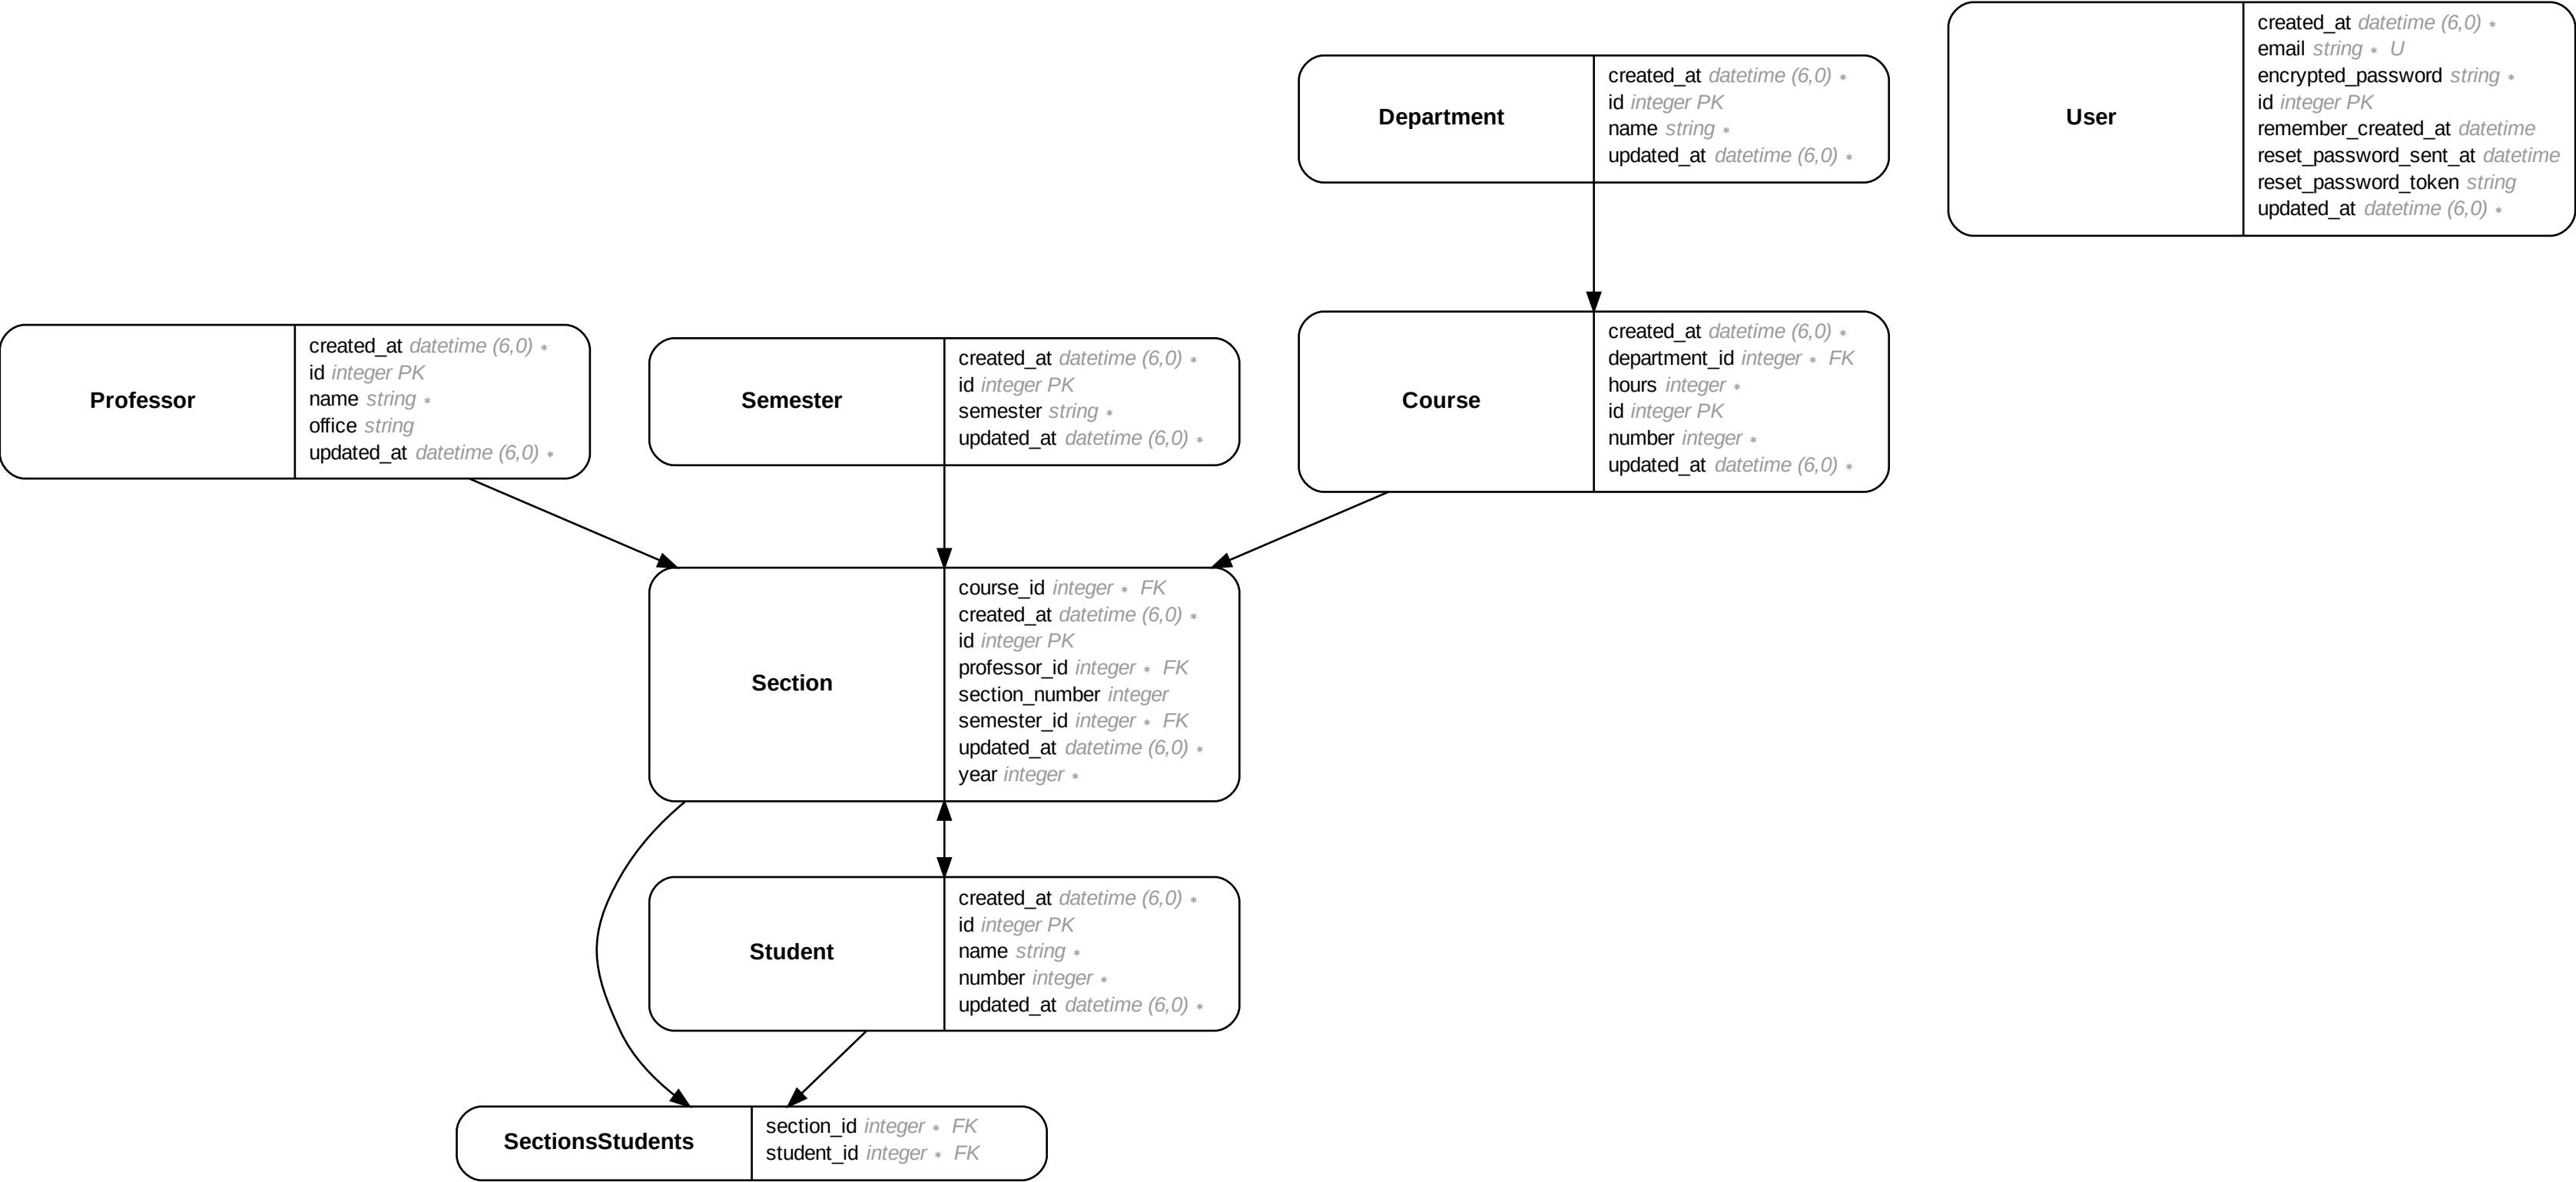 User
created_at datetime (6,0) *
email string * U
encrypted_password string *
id integer PK
remember_created_at datetime
reset_password_sent_at datetime
reset_password_token string
updated_at datetime (6,0) *
Department
created_at datetime (6,0) *
id integer PK
name string *
updated_at datetime (6,0) *
Professor
created_at datetime (6,0) *
id integer PK
name string *
office string
updated_at datetime (6,0) *
Semester
created_at datetime (6,0) *
id integer PK
semester string *
updated_at datetime (6,0) *
Course
created_at datetime (6,0) *
department_id integer * FK
hours integer *
id integer PK
number integer *
updated_at datetime (6,0) *
Section
course_id integer * FK
created_at datetime (6,0) *
id integer PK
professor_id integer * FK
section_number integer
semester_id integer * FK
updated_at datetime (6,0) *
year integer *
Student
created_at datetime (6,0) *
id integer PK
name string *
number integer *
updated_at datetime (6,0) *
SectionsStudents
section_id integer * FK
student_id integer * FK